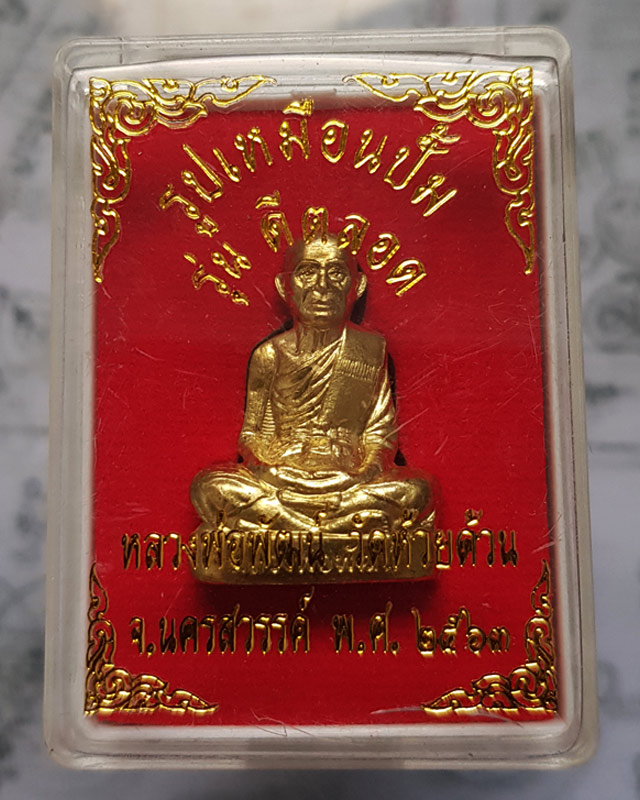 รูปเหมือนปั๊ม
รุ่น ดีตลอด
หลวงพ่อพัฒน์ วัดห้วยด้วน
จ.นครสวรรค์ พ.ศ. ๒๕๖๓